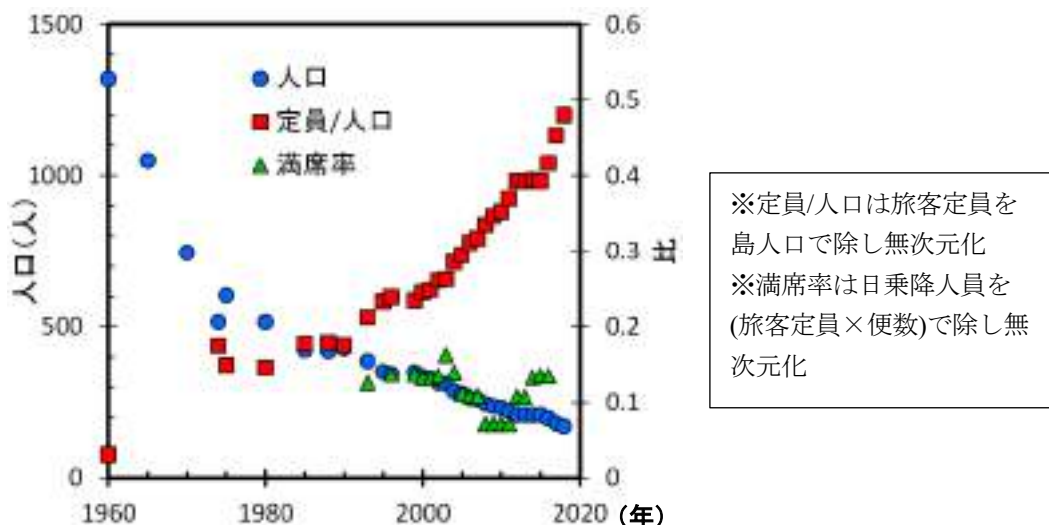 1500
1000
500
0
人口(人)
人口
定員/人口
満席率
0.6
0.5
0.4
0.3
0.2
0.1
0
比
1960
1980
2000
2020
(年)
※定員/人口は旅客定員を
島人口で除し無次元化
※満席率は日乗降人員を
(旅客定員×便数)で除し無
次元化